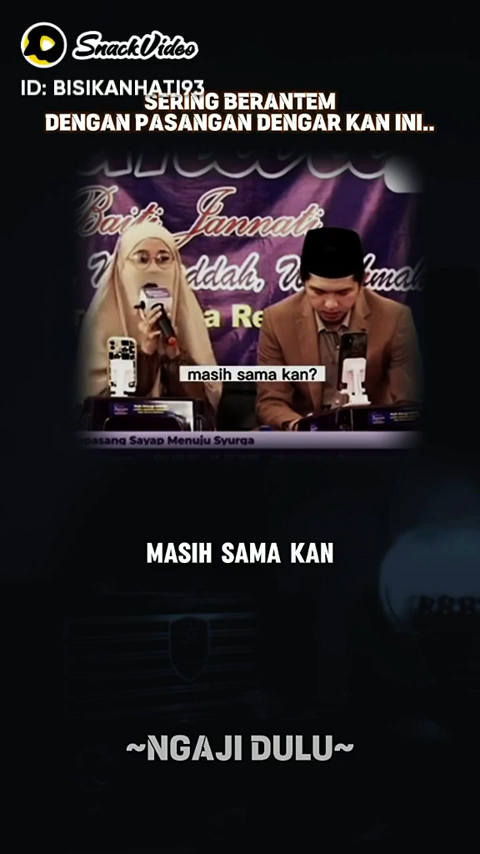 SnackVideo
ID: BISIKANHATI93
SERING BERANTEM
DENGAN PASANGAN DENGAR KAN INI..
Baiti Jannati
masih sama kan?
pasang Sayap Menuju Syurga
MASIH SAMA KAN
~NGAJI DULU~